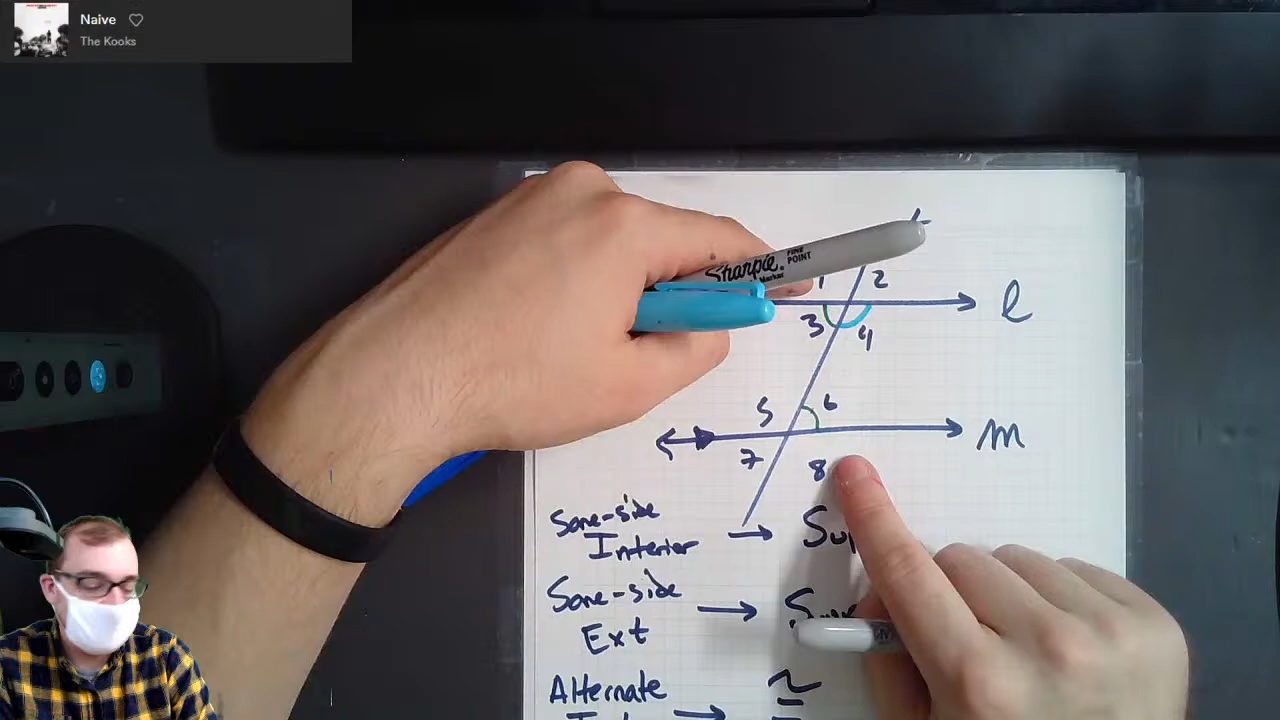 Naive
The Kooks
Sharpie
FINE
POINT
Marker
1 2
l
3 4
5 6
m
7 8
Same-side
Interior →
Same-side
Ext →
Alternate
→ ≅